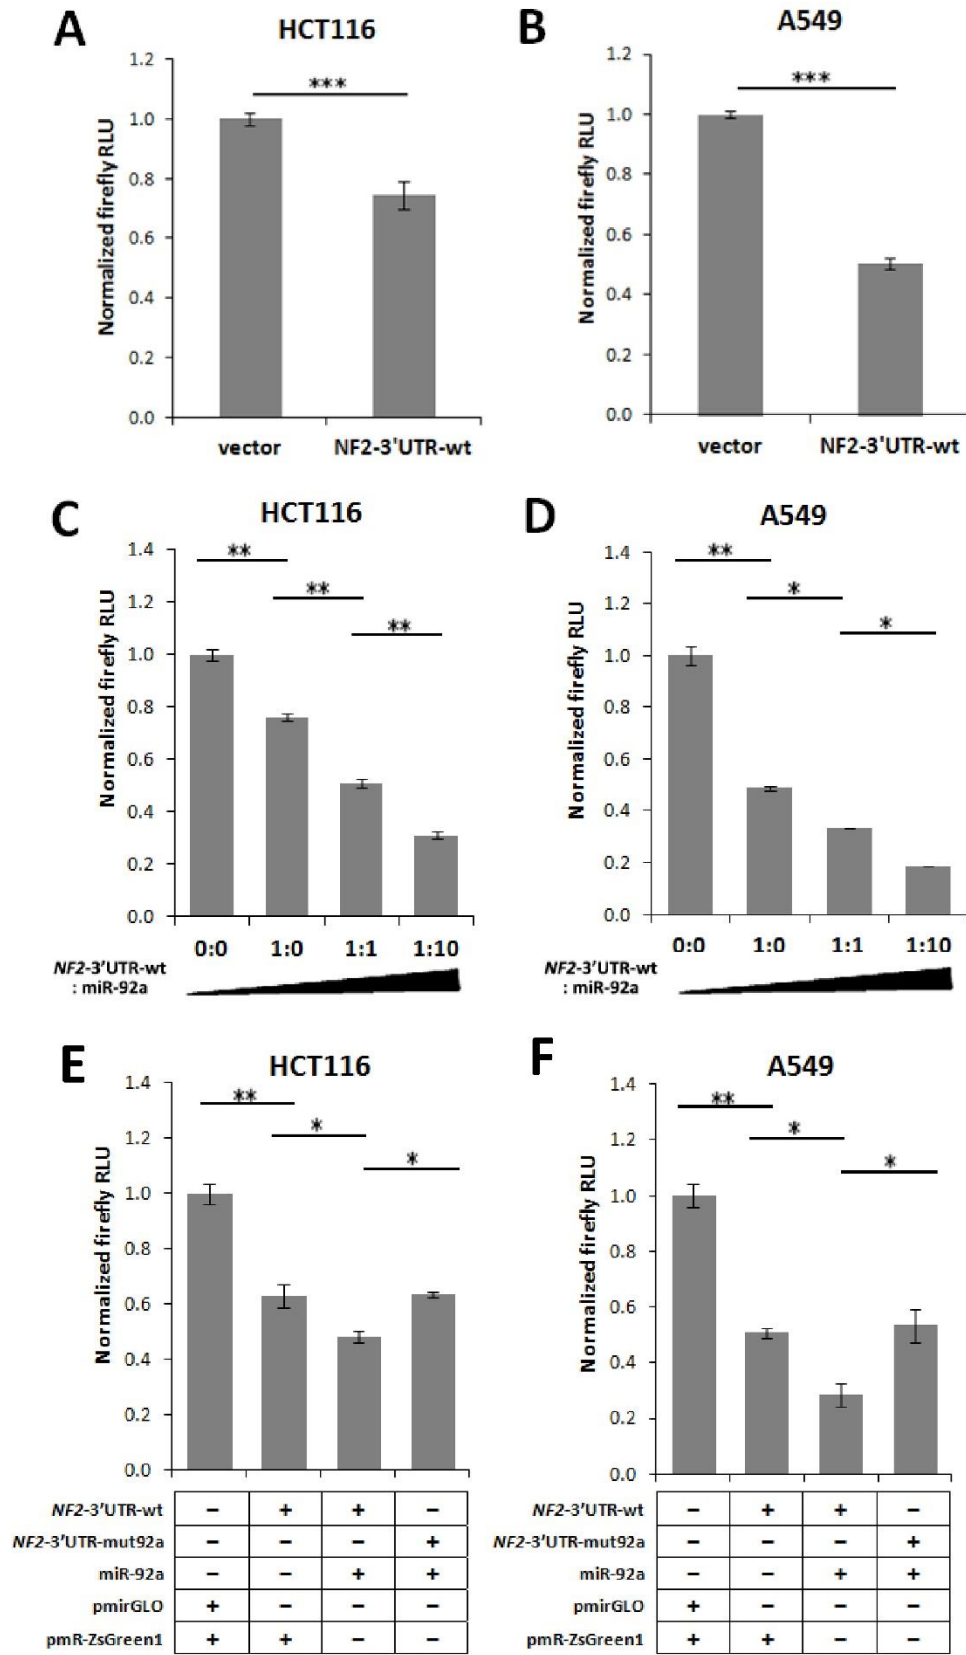 A
HCT116
Normalized firefly RLU
1.2
1.0
0.8
0.6
0.4
0.2
0.0
***
vector
NF2-3'UTR-wt
B
A549
Normalized firefly RLU
1.2
1.0
0.8
0.6
0.4
0.2
0.0
***
vector
NF2-3'UTR-wt
C
HCT116
Normalized firefly RLU
1.4
1.2
1.0
0.8
0.6
0.4
0.2
0.0
**
**
**
0:0 1:0 1:1 1:10
NF2-3'UTR-wt
: miR-92a
D
A549
Normalized firefly RLU
1.4
1.2
1.0
0.8
0.6
0.4
0.2
0.0
**
*
*
0:0 1:0 1:1 1:10
NF2-3'UTR-wt
: miR-92a
E
HCT116
Normalized firefly RLU
1.4
1.2
1.0
0.8
0.6
0.4
0.2
0.0
**
*
*
NF2-3'UTR-wt − + + −
NF2-3'UTR-mut92a − − − +
miR-92a − − + +
pmirGLO + − − −
pmR-ZsGreen1 + + − −
F
A549
Normalized firefly RLU
1.4
1.2
1.0
0.8
0.6
0.4
0.2
0.0
**
*
*
NF2-3'UTR-wt − + + −
NF2-3'UTR-mut92a − − − +
miR-92a − − + +
pmirGLO + − − −
pmR-ZsGreen1 + + − −